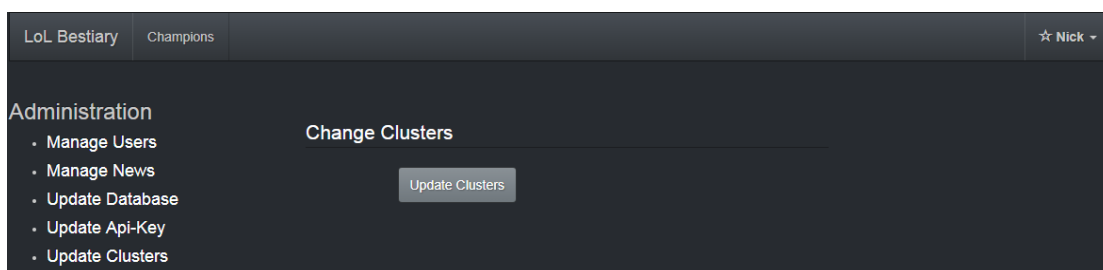 LoL Bestiary Champions ☆ Nick
Administration
Manage Users
Manage News
Update Database
Update Api-Key
Update Clusters
Change Clusters
Update Clusters